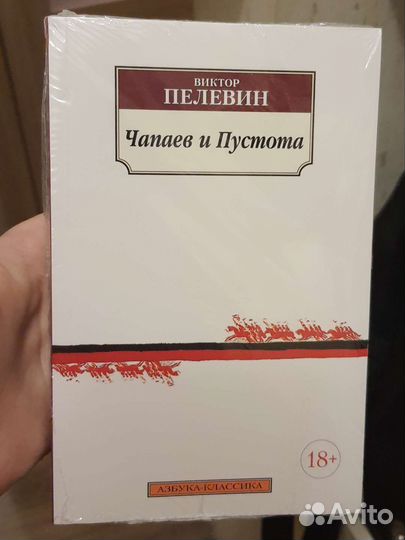 ВИКТОР
ПЕЛЕВИН
Чапаев и Пустота
18+
АЗБУКА-КЛАССИКА
Avito